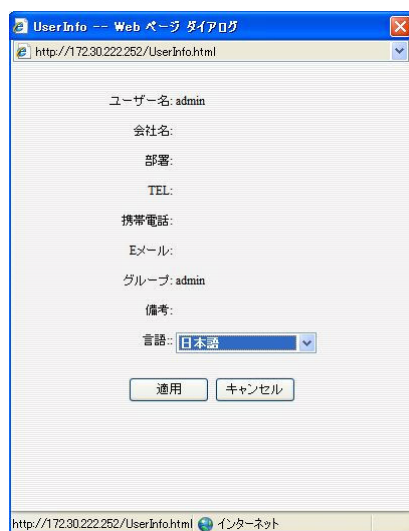 UserInfo -- Web ページ ダイアログ
http://172.30.222.252/UserInfo.html
ユーザー名: admin
会社名:
部署:
TEL:
携帯電話:
Eメール:
グループ: admin
備考:
言語:: 日本語
適用 キャンセル
http://172.30.222.252/UserInfo.html インターネット